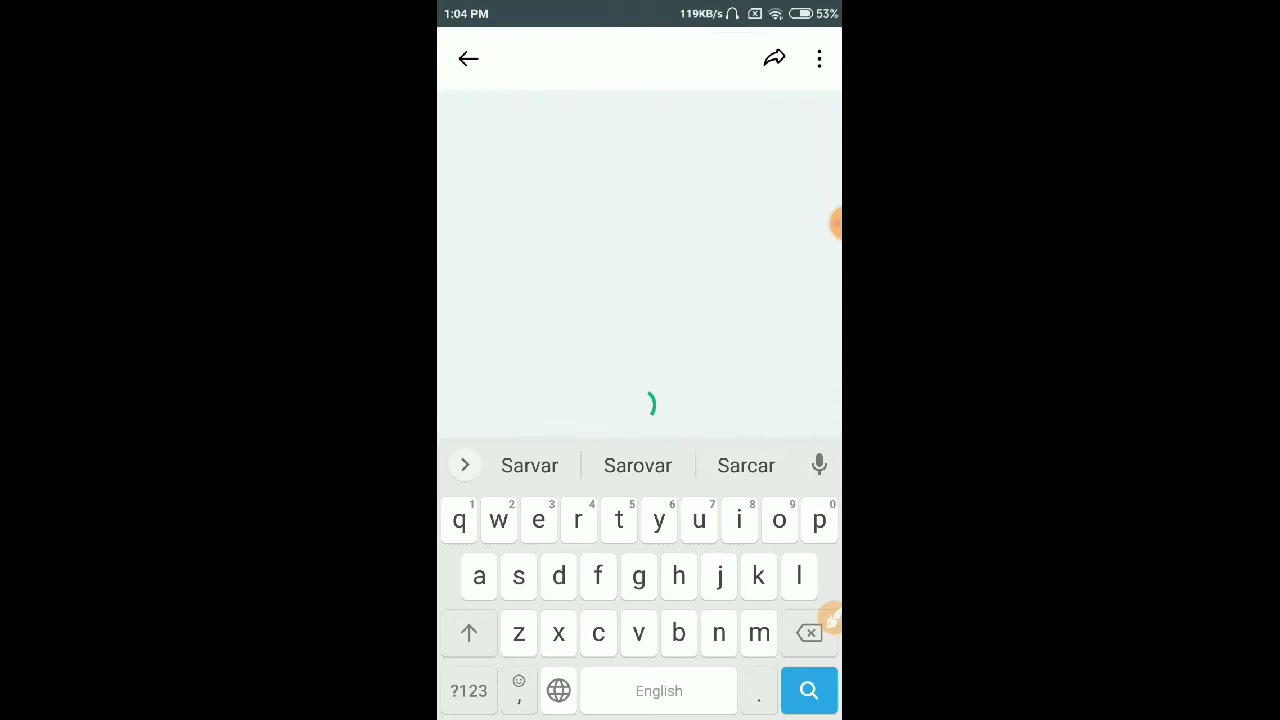 1:04 PM 119KB/s 53%
Sarvar Sarovar Sarcar
1 2 3 4 5 6 7 8 9 0
q w e r t y u i o p
a s d f g h j k l
z x c v b n m
?123 , English .